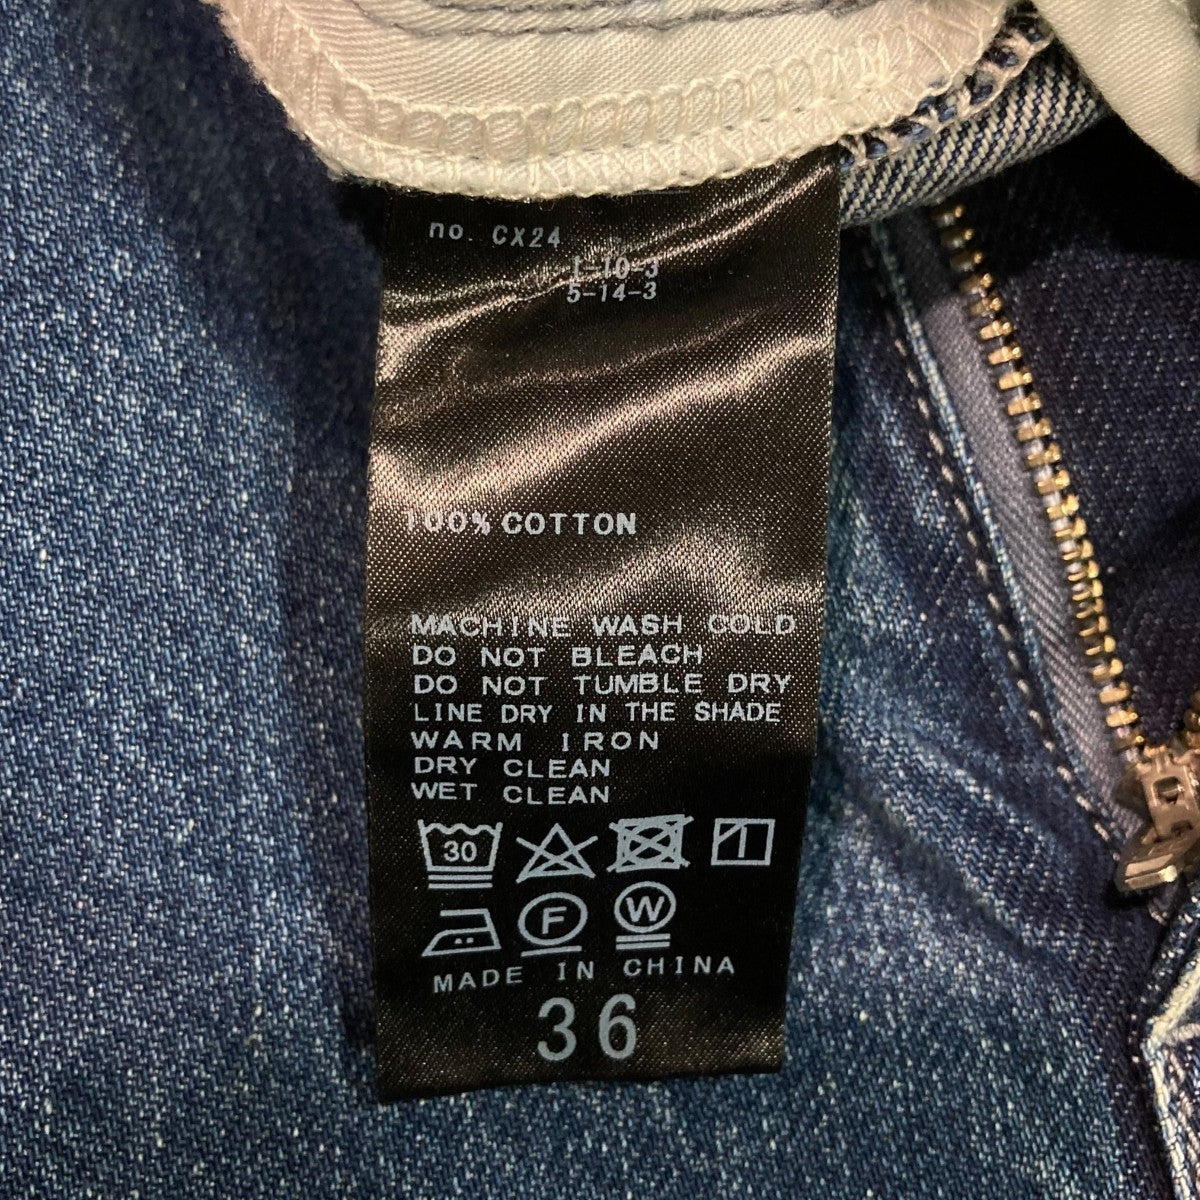 no. CX24
1-10-3
5-14-3
100% COTTON
MACHINE WASH COLD
DO NOT BLEACH
DO NOT TUMBLE DRY
LINE DRY IN THE SHADE
WARM IRON
DRY CLEAN
WET CLEAN
30
F W
MADE IN CHINA
36